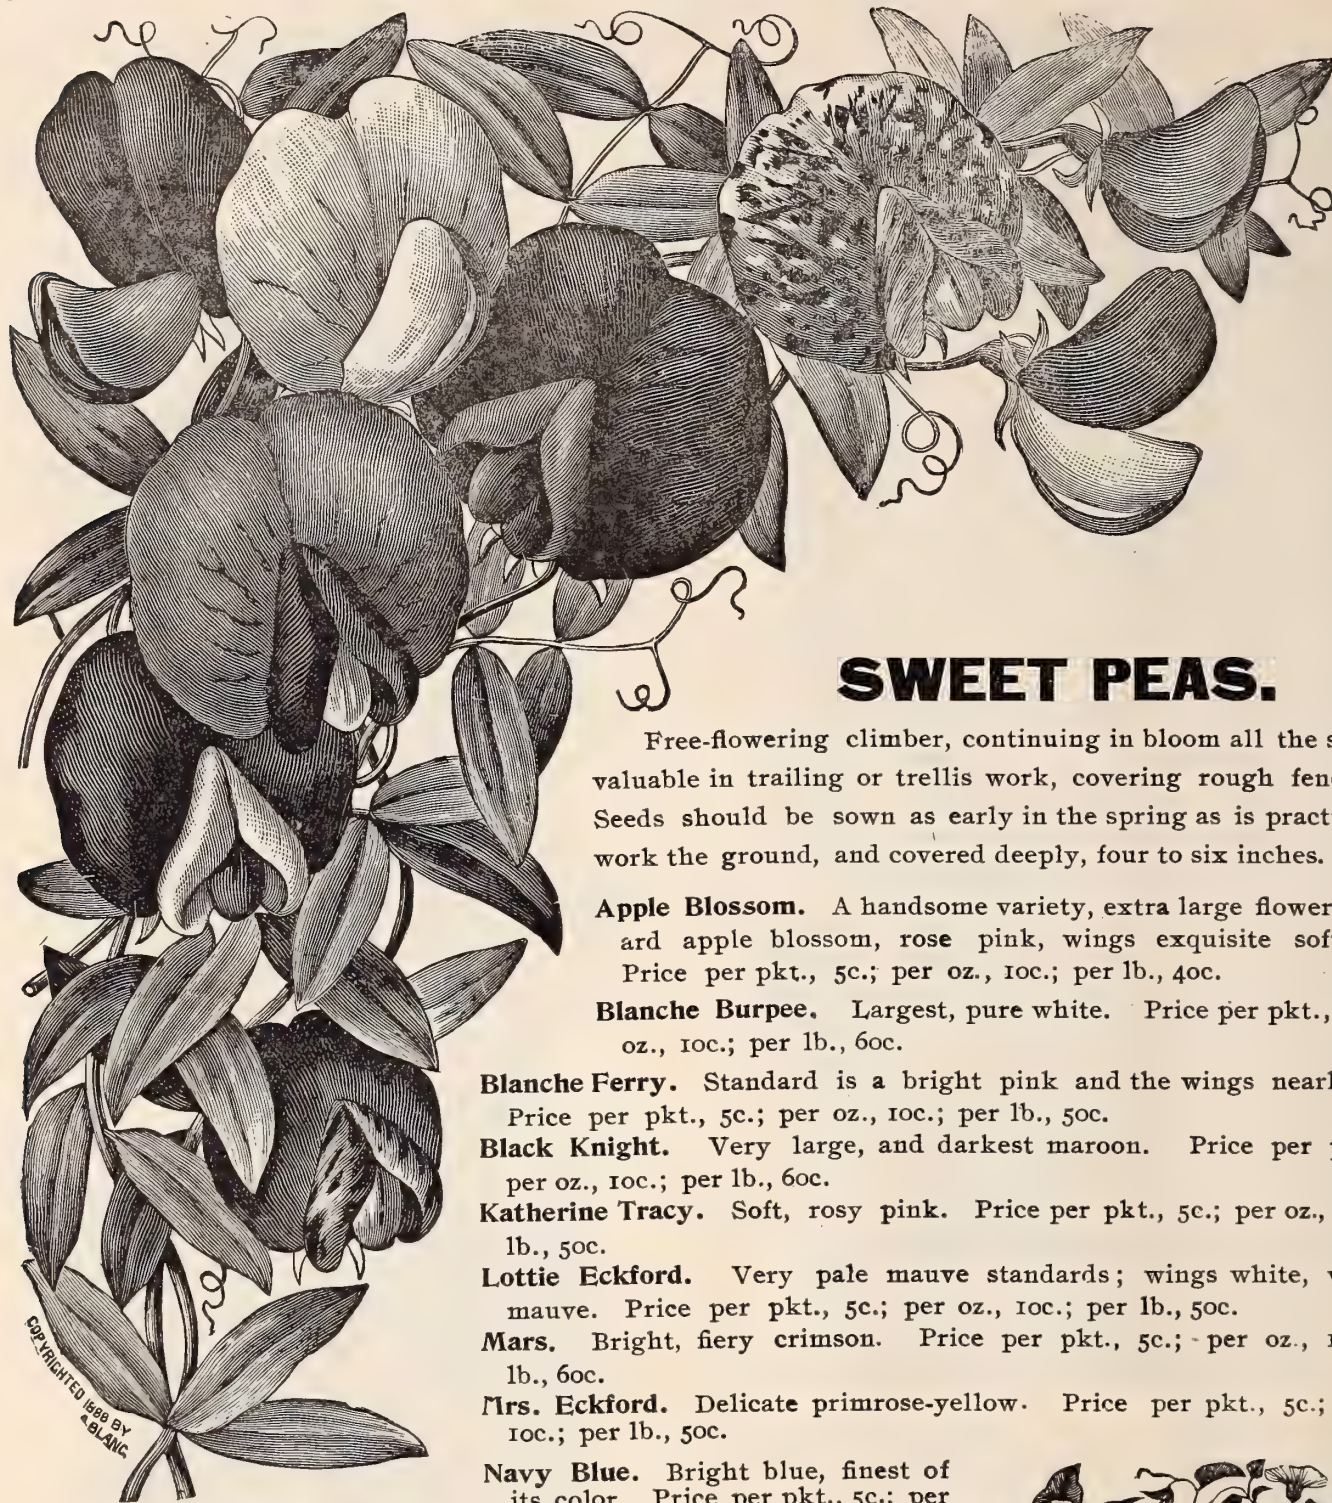 SWEET PEAS.
Free-flowering climber, continuing in bloom all the
valuable in trailing or trellis work, covering rough
Seeds should be sown as early in the spring as is
work the ground, and covered deeply, four to six inches.
Apple Blossom. A handsome variety, extra large
ard apple blossom, rose pink, wings exquisite
Price per pkt., 5c.; per oz., 10c.; per lb., 40c.
Blanche Burpee. Largest, pure white. Price per pkt.,
oz., 10c.; per lb., 60c.
Blanche Ferry. Standard is a bright pink and the wings
Price per pkt., 5c.; per oz., 10c.; per lb., 50c.
Black Knight. Very large, and darkest maroon. Price per
per oz., 10c.; per lb., 60c.
Katherine Tracy. Soft, rosy pink. Price per pkt., 5c.; per oz.,
lb., 50c.
Lottie Eckford. Very pale mauve standards; wings white,
mauve. Price per pkt., 5c.; per oz., 10c.; per lb., 50c.
Mars. Bright, fiery crimson. Price per pkt., 5c.; per oz.,
lb., 60c.
Mrs. Eckford. Delicate primrose-yellow. Price per pkt., 5c.;
10c.; per lb., 50c.
Navy Blue. Bright blue, finest of
its color. Price per pkt., 5c.; per
COPYRIGHTED 1888 BY
A BLANC